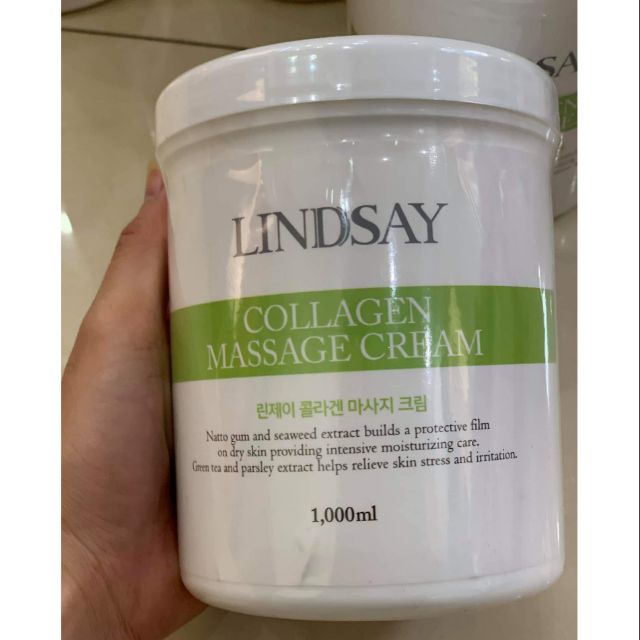 LINDSAY
COLLAGEN
MASSAGE CREAM
린제이 콜라겐 마사지 크림
Natto gum and seaweed extract builds a protective film
on dry skin providing intensive moisturizing care.
Green tea and parsley extract helps relieve skin stress and irritation.
1,000ml